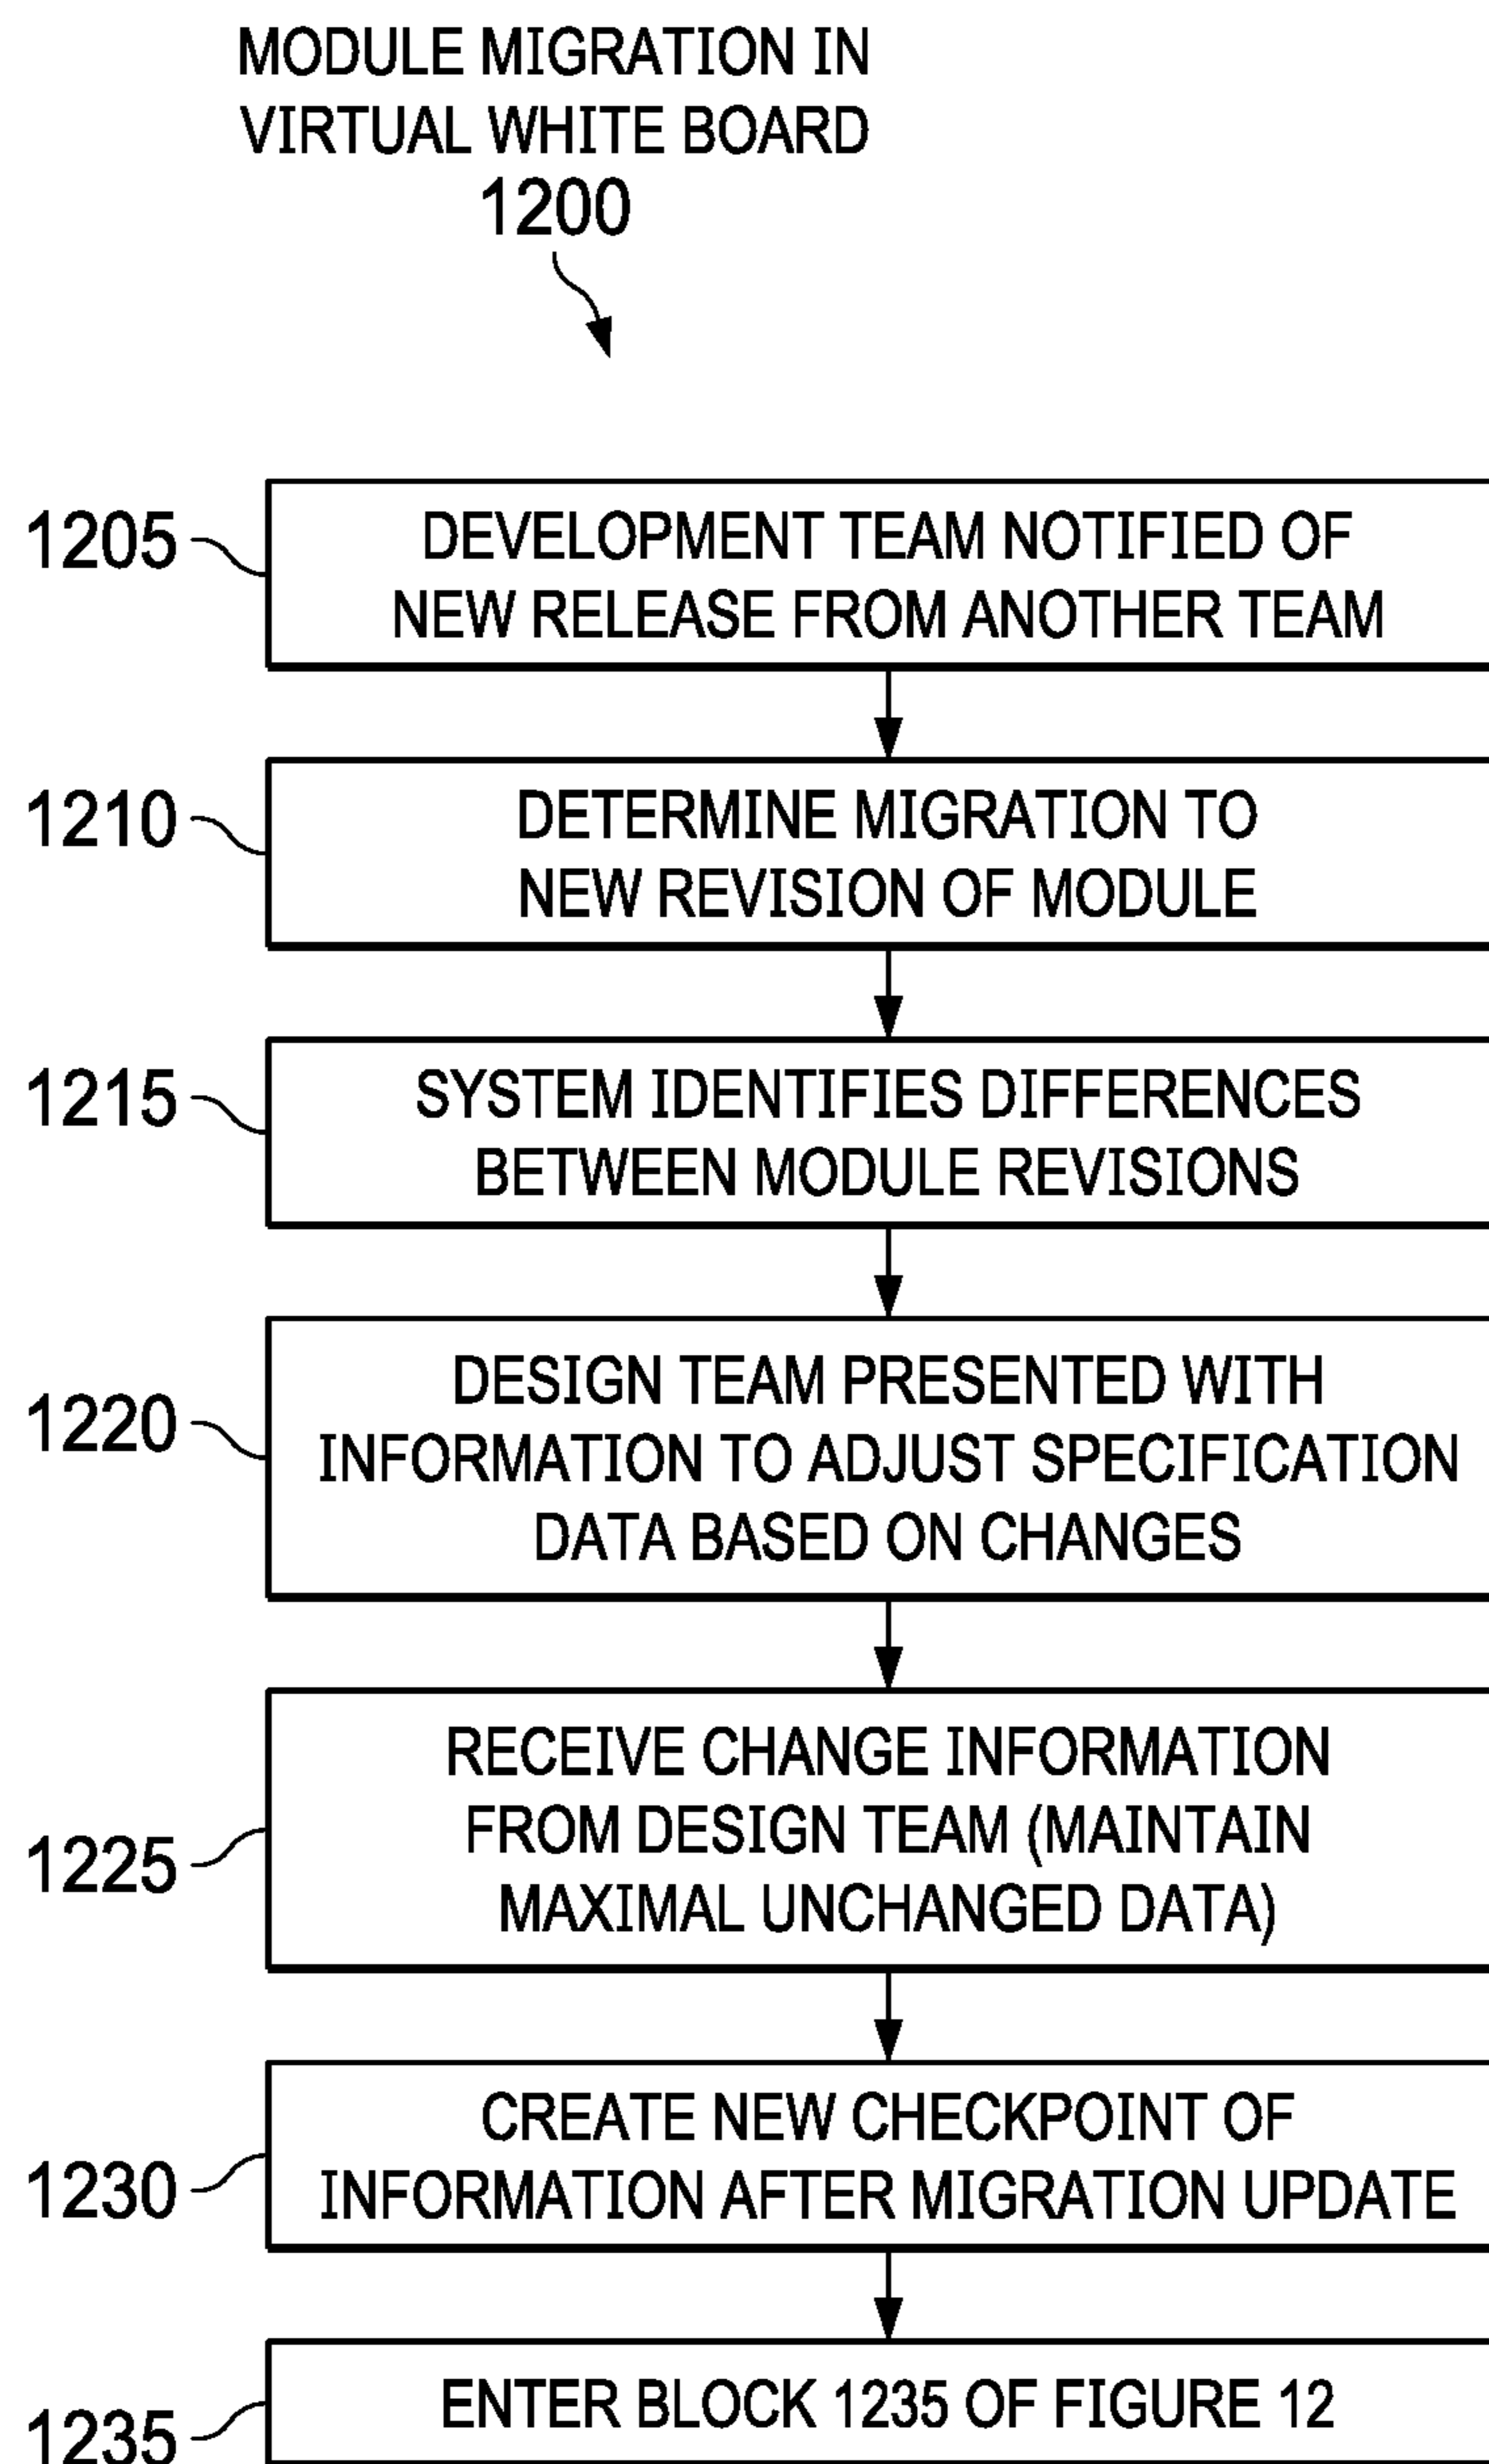 MODULE MIGRATION IN
VIRTUAL WHITE BOARD
1200
1205
DEVELOPMENT TEAM NOTIFIED OF
NEW RELEASE FROM ANOTHER TEAM
1210
DETERMINE MIGRATION TO
NEW REVISION OF MODULE
1215
SYSTEM IDENTIFIES DIFFERENCES
BETWEEN MODULE REVISIONS
1220
DESIGN TEAM PRESENTED WITH
INFORMATION TO ADJUST SPECIFICATION
DATA BASED ON CHANGES
1225
RECEIVE CHANGE INFORMATION
FROM DESIGN TEAM (MAINTAIN
MAXIMAL UNCHANGED DATA)
1230
CREATE NEW CHECKPOINT OF
INFORMATION AFTER MIGRATION UPDATE
1235
ENTER BLOCK 1235 OF FIGURE 12